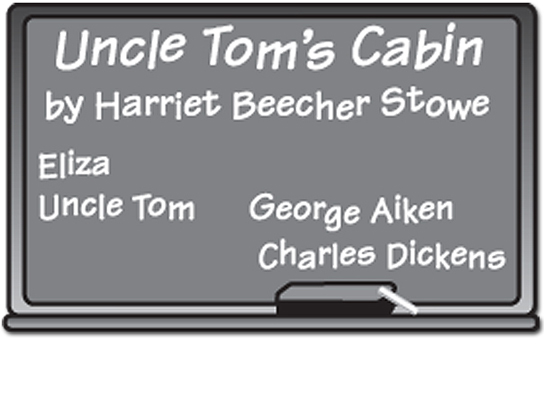 Uncle Tom's Cabin
by Harriet Beecher Stowe
Eliza
Uncle Tom George Aiken
Charles Dickens